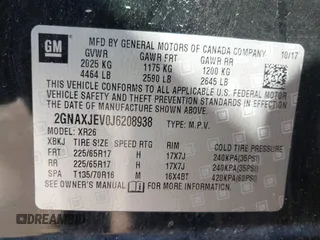 GM
MFD BY GENERAL MOTORS OF CANADA COMPANY
10/17
GVWR GAWR FRT GAWR RR
2025 KG 1175 KG 1200 KG
4464 LB 2590 LB 2645 LB
THIS VEHICLE CONFORMS TO ALL APPLICABLE U.S. FEDERAL MOTOR
VEHICLE SAFETY, BUMPER, AND THEFT PREVENTION STANDARDS IN
EFFECT ON THE DATE OF MANUFACTURE SHOWN ABOVE.
2GNAXJEV0J6208938 TYPE: M.P.V.
MODEL: XR26
XBKJ TIRE SIZE SPEED RTG RIM COLD TIRE PRESSURE
FRT 225/65R17 H 17X7J 240KPA(35PSI)
RR 225/65R17 H 17X7J 240KPA(35PSI)
SPA T135/70R16 M 16X4BT 420KPA(60PSI)
SEE OWNER'S MANUAL
DREAMBID